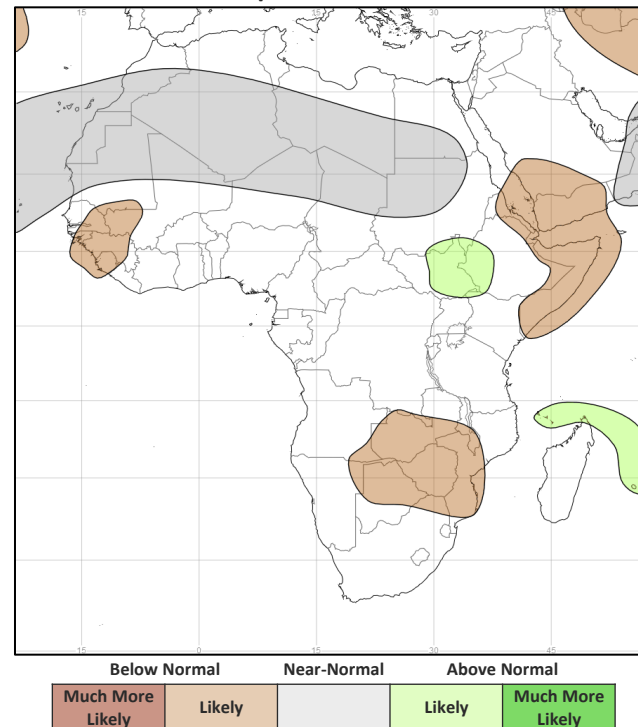 15 0 15 30 45
15 0 15 30 45
Below Normal Near-Normal Above Normal
Much More Likely Much More
Likely Likely Likely